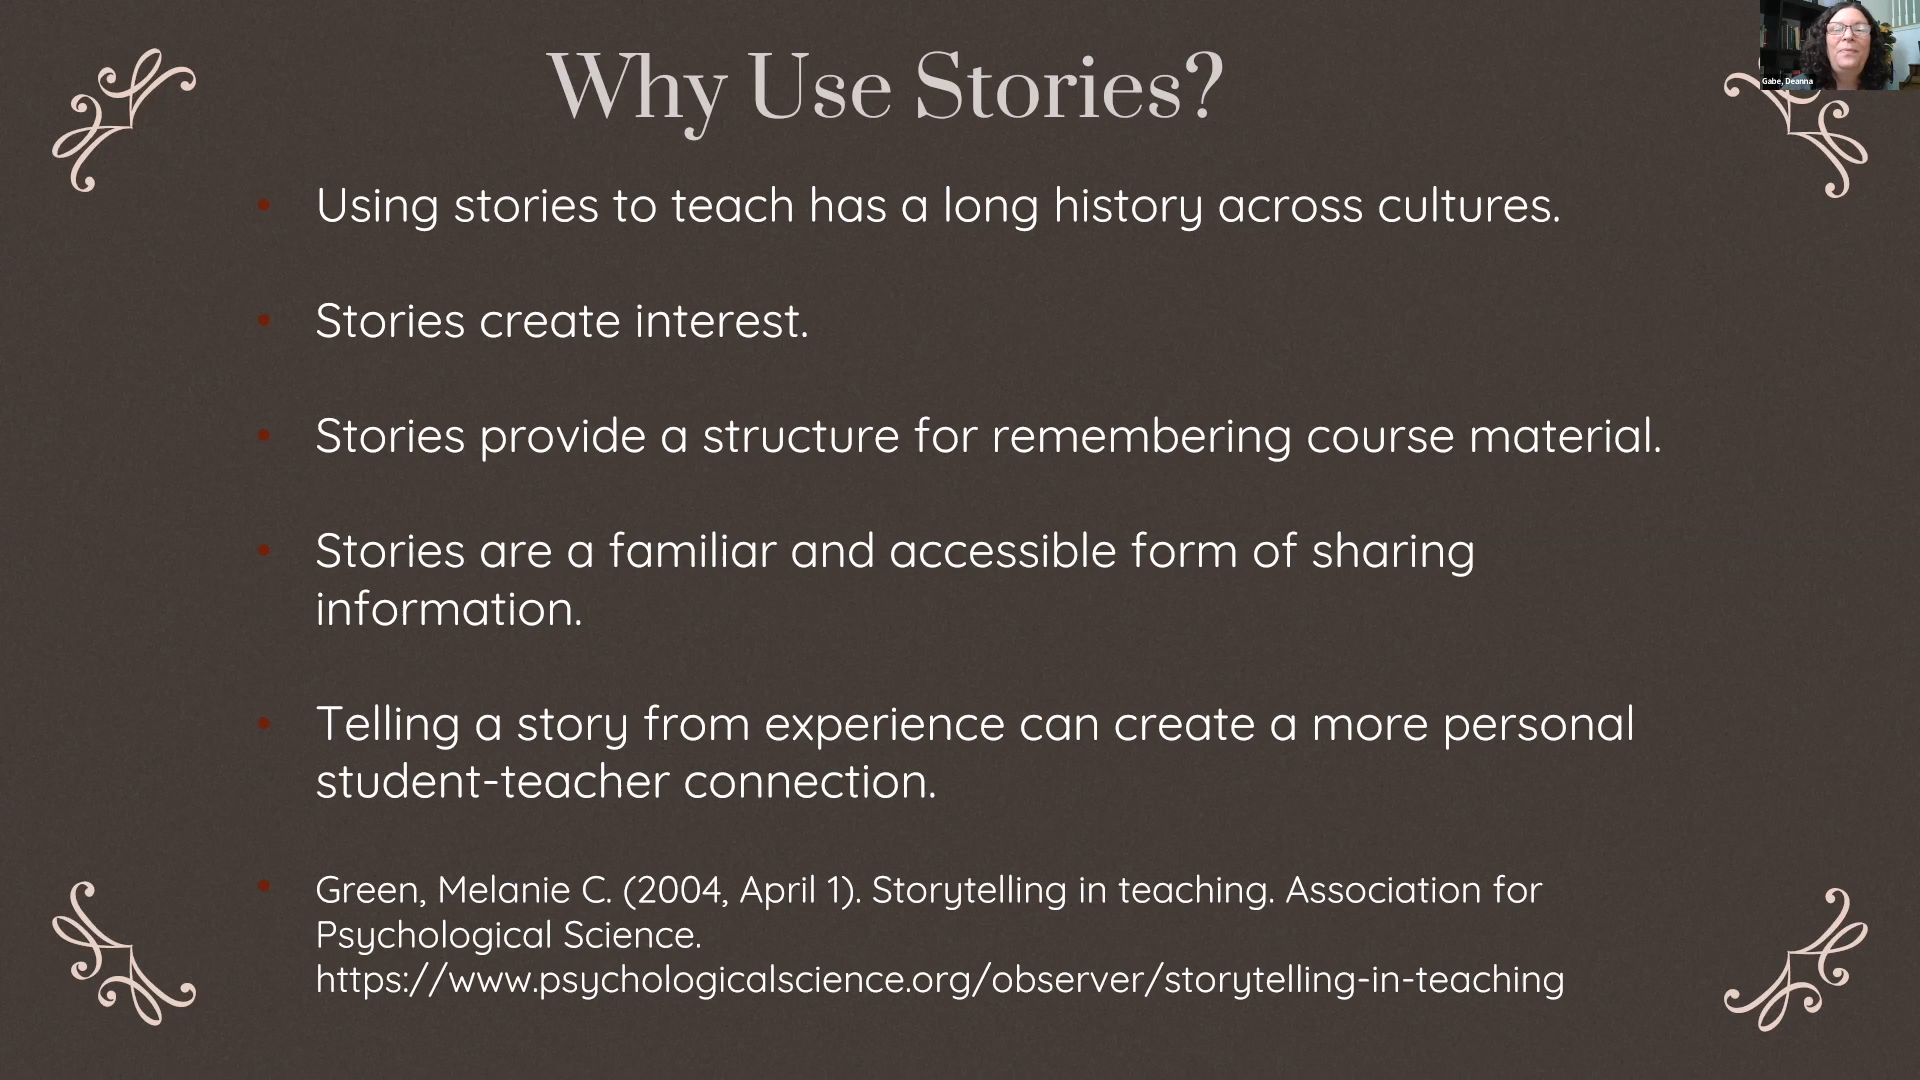 Why Use Stories?
Gabe, Deanna
• Using stories to teach has a long history across cultures.
• Stories create interest.
• Stories provide a structure for remembering course material.
• Stories are a familiar and accessible form of sharing
information.
• Telling a story from experience can create a more personal
student-teacher connection.
• Green, Melanie C. (2004, April 1). Storytelling in teaching. Association for
Psychological Science.
https://www.psychologicalscience.org/observer/storytelling-in-teaching